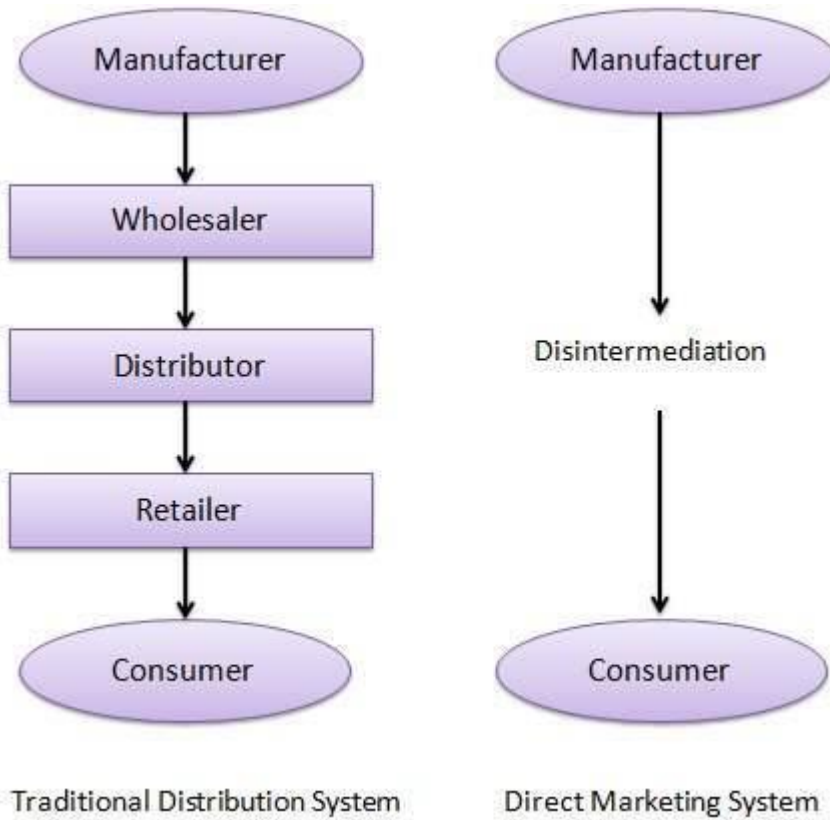 Manufacturer
Wholesaler
Distributor
Retailer
Consumer
Traditional Distribution System
Manufacturer
Disintermediation
Consumer
Direct Marketing System